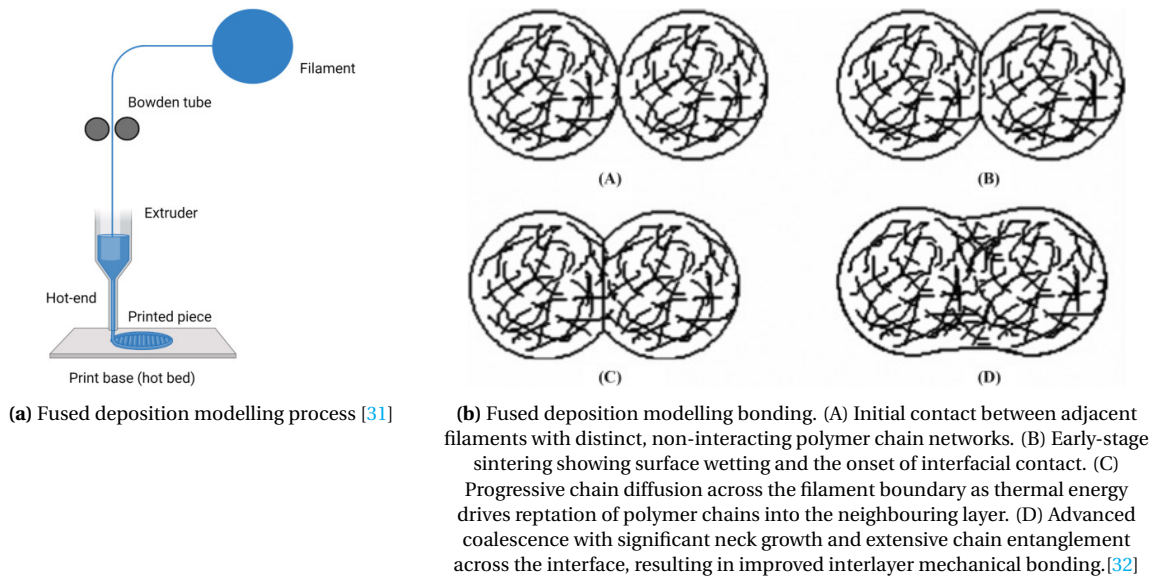 Filament
Bowden tube
Extruder
Hot-end
Printed piece
Print base (hot bed)
(a) Fused deposition modelling process [31]
(A)
(B)
(C)
(D)
(b) Fused deposition modelling bonding. (A) Initial contact between adjacent
filaments with distinct, non-interacting polymer chain networks. (B) Early-stage
sintering showing surface wetting and the onset of interfacial contact. (C)
Progressive chain diffusion across the filament boundary as thermal energy
drives reptation of polymer chains into the neighbouring layer. (D) Advanced
coalescence with significant neck growth and extensive chain entanglement
across the interface, resulting in improved interlayer mechanical bonding.[32]